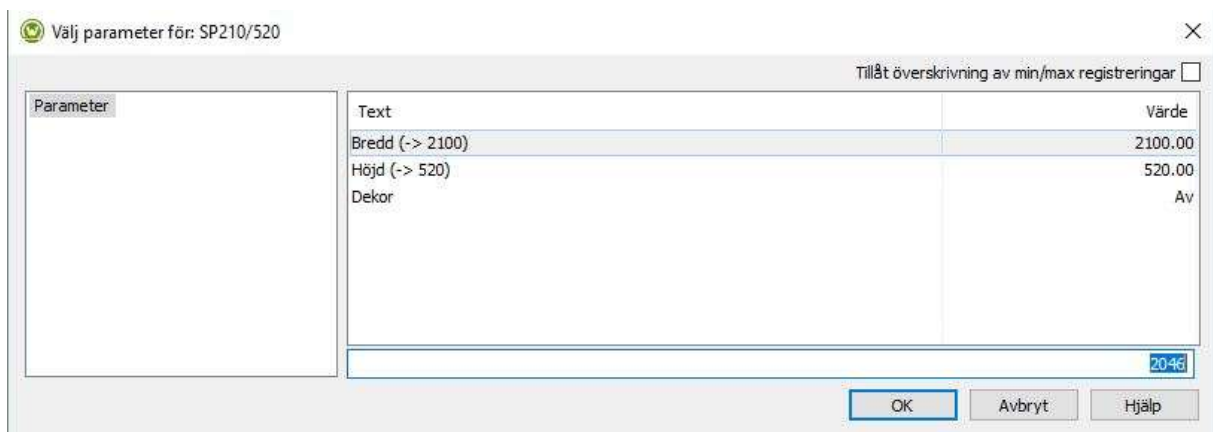 Välj parameter för: SP210/520
Tillåt överskrivning av min/max registreringar
Parameter
Text Värde
Bredd (-> 2100) 2100.00
Höjd (-> 520) 520.00
Dekor Av
2046
OK Avbryt Hjälp